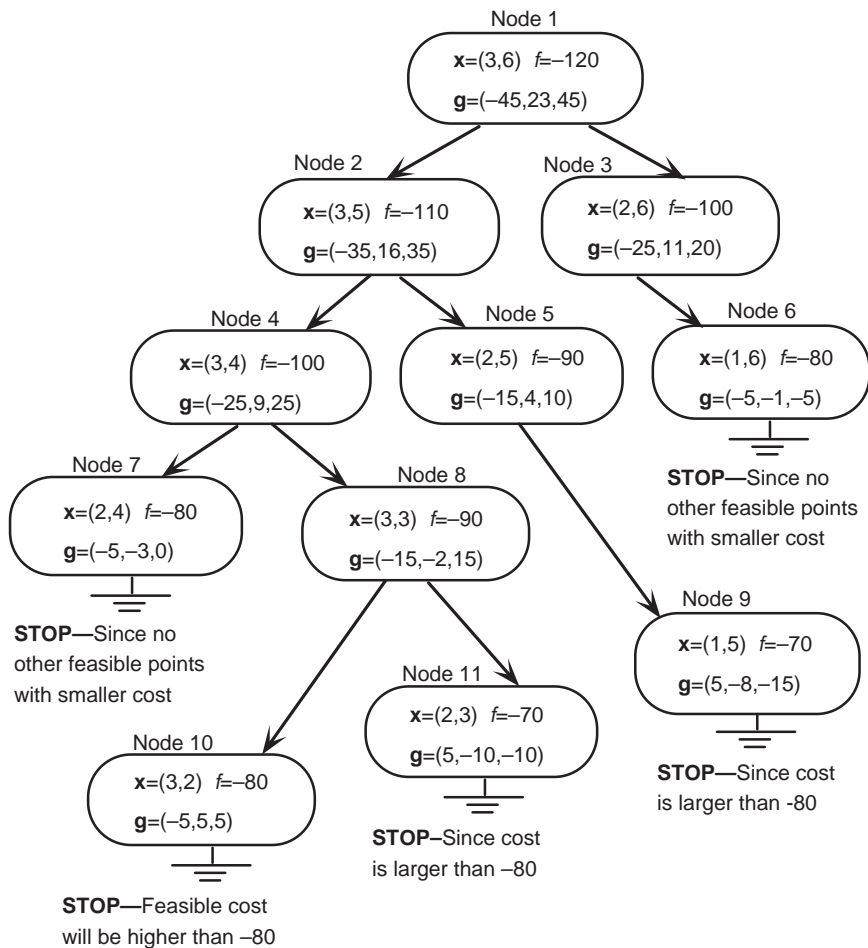 Node 1
x=(3,6) f=–120
g=(–45,23,45)
Node 2
x=(3,5) f=–110
g=(–35,16,35)
Node 3
x=(2,6) f=–100
g=(–25,11,20)
Node 4
x=(3,4) f=–100
g=(–25,9,25)
Node 5
x=(2,5) f=–90
g=(–15,4,10)
Node 6
x=(1,6) f=–80
g=(–5,–1,–5)
STOP—Since no
other feasible points
with smaller cost
Node 7
x=(2,4) f=–80
g=(–5,–3,0)
STOP—Since no
other feasible points
with smaller cost
Node 8
x=(3,3) f=–90
g=(–15,–2,15)
Node 9
x=(1,5) f=–70
g=(5,–8,–15)
STOP—Since cost
is larger than -80
Node 10
x=(3,2) f=–80
g=(–5,5,5)
STOP—Feasible cost
will be higher than –80
Node 11
x=(2,3) f=–70
g=(5,–10,–10)
STOP–Since cost
is larger than –80